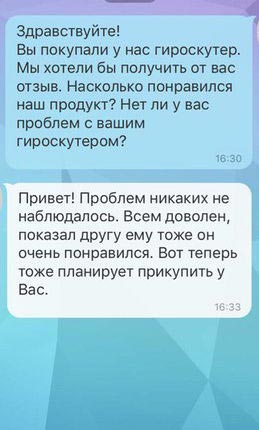 Здравствуйте!
Вы покупали у нас гироскутер.
Мы хотели бы получить от вас
отзыв. Насколько понравился
наш продукт? Нет ли у вас
проблем с вашим
гироскутером?
16:30
Привет! Проблем никаких не
наблюдалось. Всем доволен,
показал другу ему тоже он
очень понравился. Вот теперь
тоже планирует прикупить у
Вас.
16:33